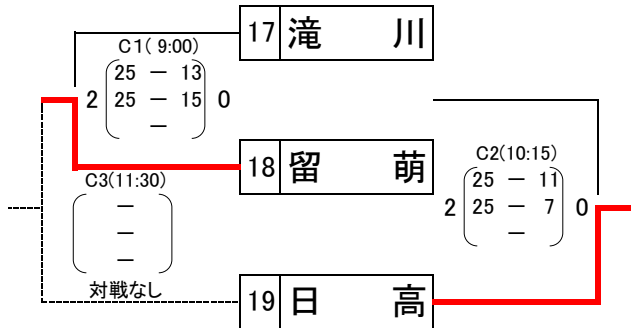 17 滝 川
C1( 9:00)
2 25 － 13 0
25 － 15
－
18 留 萌
C2(10:15)
2 25 － 11 0
25 － 7
－
C3(11:30)
－
－
－
対戦なし
19 日 高